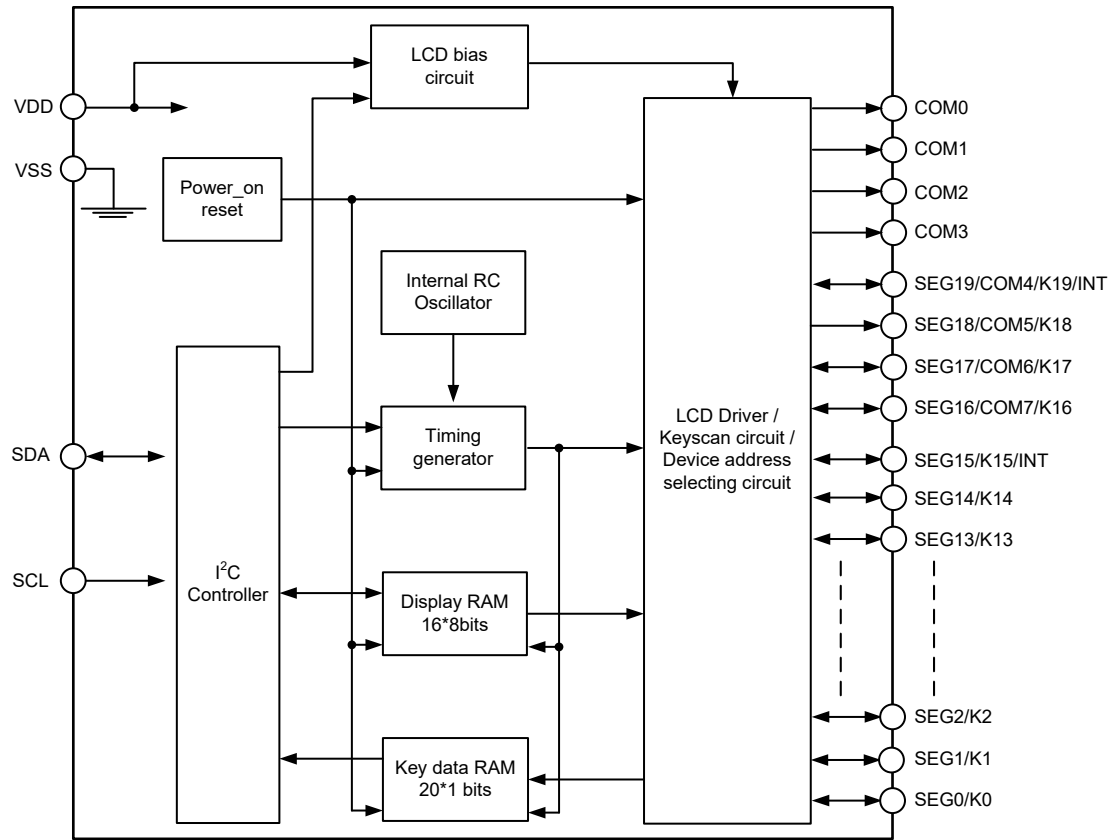 LCD bias
circuit
VDD
COM0
COM1
VSS
Power_on
reset
COM2
COM3
Internal RC
Oscillator
SEG19/COM4/K19/INT
SEG18/COM5/K18
SEG17/COM6/K17
SEG16/COM7/K16
LCD Driver /
Keyscan circuit /
Device address
selecting circuit
Timing
generator
SDA
SEG15/K15/INT
SEG14/K14
SEG13/K13
SCL
I²C
Controller
Display RAM
16*8bits
SEG2/K2
Key data RAM
20*1 bits
SEG1/K1
SEG0/K0